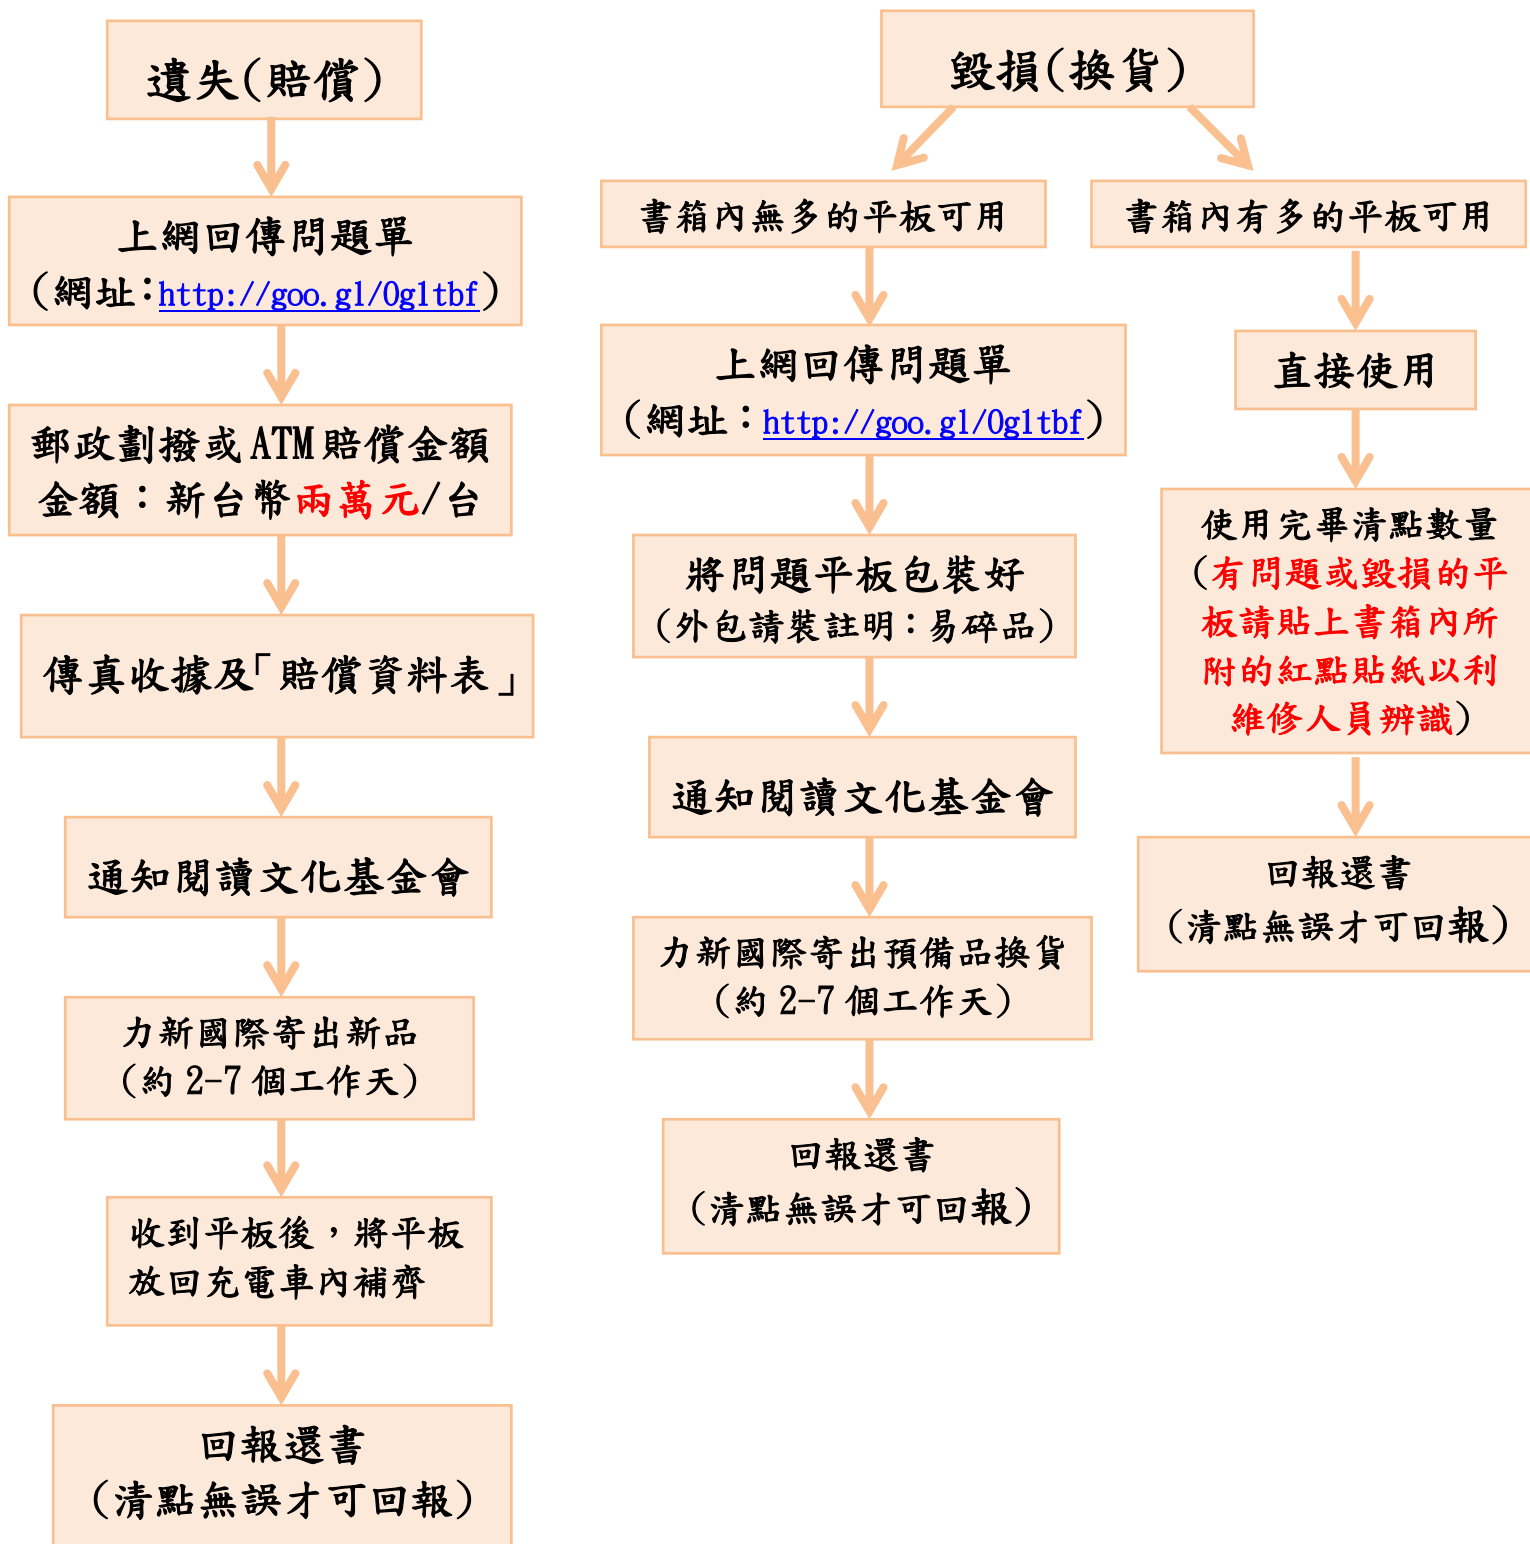 遺失(賠償)
上網回傳問題單
(網址:http://goo.gl/0gltbf)
郵政劃撥或ATM賠償金額
金額：新台幣兩萬元/台
傳真收據及「賠償資料表」
通知閱讀文化基金會
力新國際寄出新品
(約 2-7 個工作天)
收到平板後，將平板
放回充電車內補齊
回報還書
(清點無誤才可回報)
毀損(換貨)
書箱內無多的平板可用
上網回傳問題單
(網址：http://goo.gl/0gltbf)
將問題平板包裝好
(外包請裝註明：易碎品)
通知閱讀文化基金會
力新國際寄出預備品換貨
(約 2-7 個工作天)
回報還書
(清點無誤才可回報)
書箱內有多的平板可用
直接使用
使用完畢清點數量
(有問題或毀損的平
板請貼上書箱內所
附的紅點貼紙以利
維修人員辨識)
回報還書
(清點無誤才可回報)